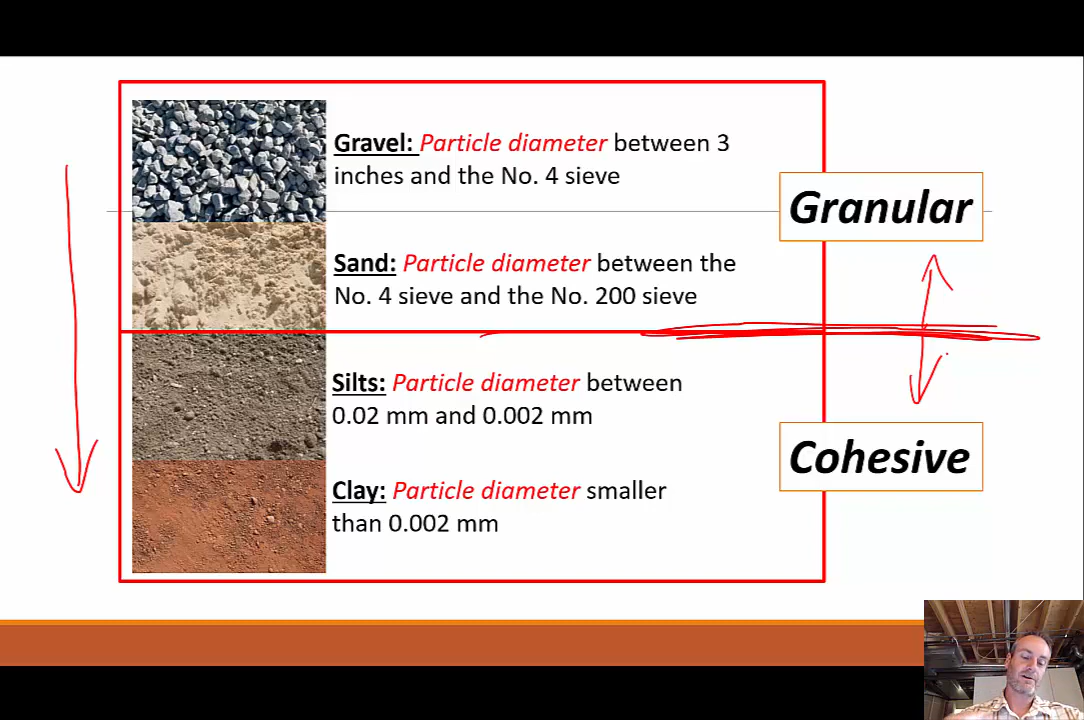 Gravel: Particle diameter between 3
inches and the No. 4 sieve
Granular
Sand: Particle diameter between the
No. 4 sieve and the No. 200 sieve
Silts: Particle diameter between
0.02 mm and 0.002 mm
Cohesive
Clay: Particle diameter smaller
than 0.002 mm